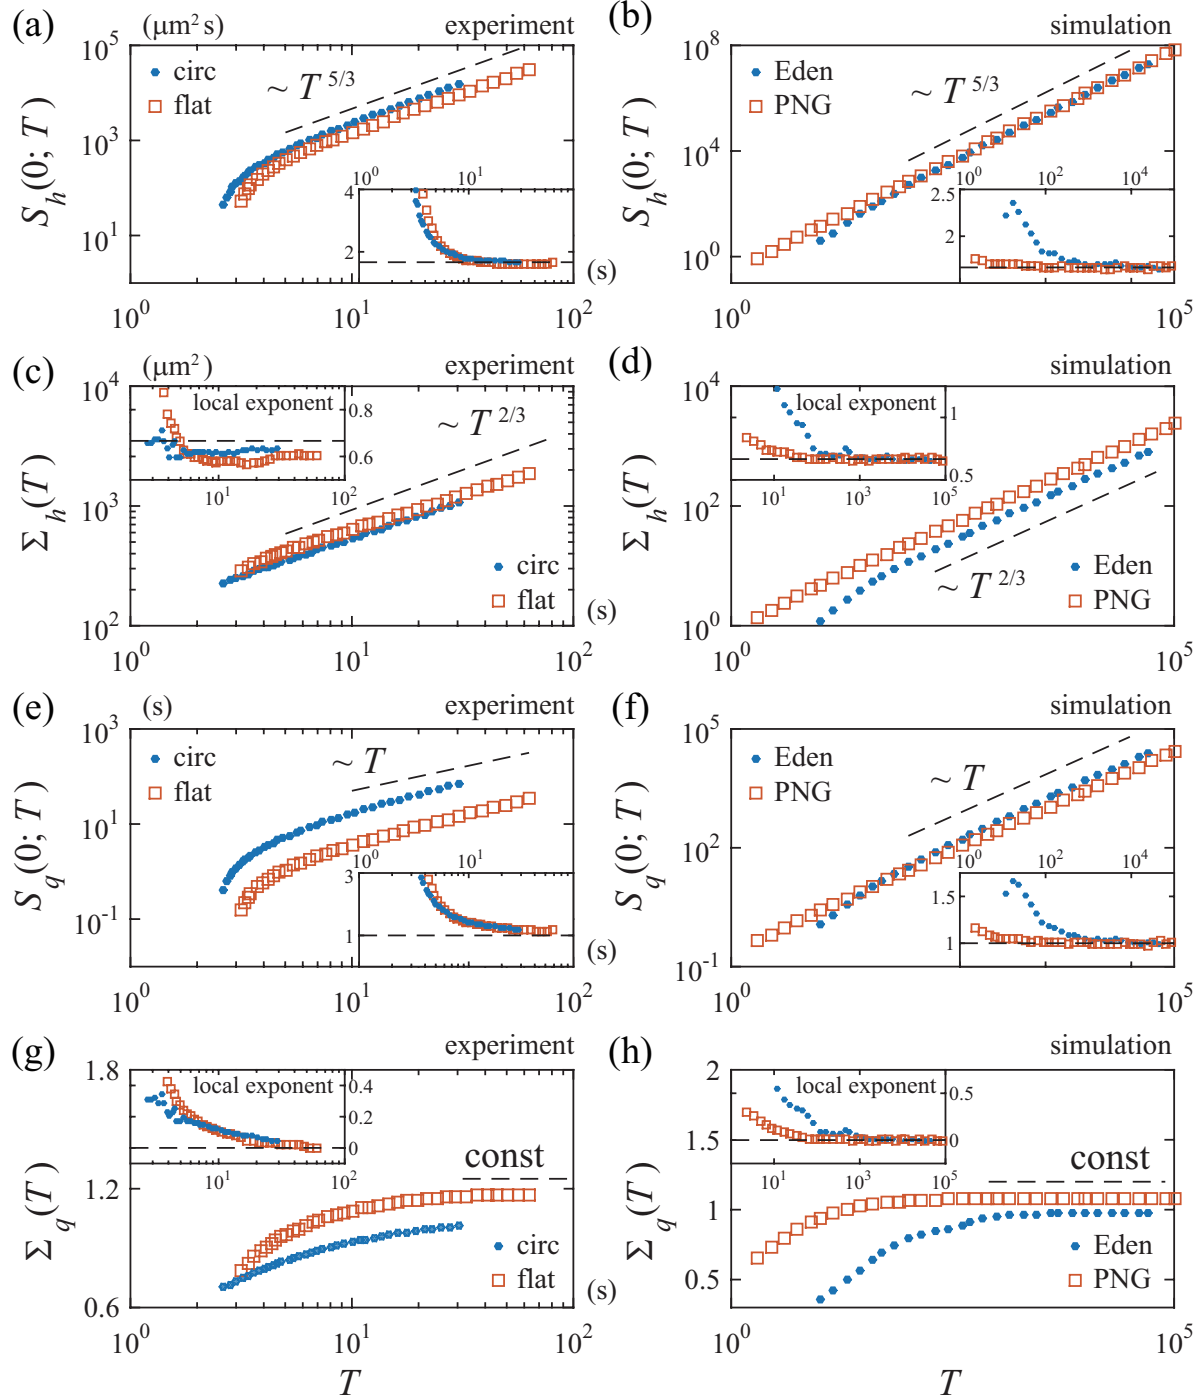 (a) (μm² s) experiment
10⁵ 10³ 10¹
S_h(0; T)
circ
flat
~ T^{5/3}
10⁰ 10¹
4 2
(s)
10⁰ 10¹ 10²
(b) simulation
10⁸ 10⁴ 10⁰
S_h(0; T)
Eden
PNG
~ T^{5/3}
10⁰ 10² 10⁴
2.5 2
10⁰ 10⁵
(c) (μm²) experiment
10⁴ 10³ 10²
Σ_h(T)
local exponent
0.8 0.6
10¹ 10²
~ T^{2/3}
circ
flat
(s)
10⁰ 10¹ 10²
(d) simulation
10⁴ 10² 10⁰
Σ_h(T)
local exponent
1 0.5
10¹ 10³ 10⁵
~ T^{2/3}
Eden
PNG
10⁰ 10⁵
(e) (s) experiment
10³ 10¹ 10⁻¹
S_q(0; T)
circ
flat
~ T
10⁰ 10¹
3 1
(s)
10⁰ 10¹ 10²
(f) simulation
10⁵ 10² 10⁻¹
S_q(0; T)
Eden
PNG
~ T
10⁰ 10² 10⁴
1.5 1
10⁰ 10⁵
(g) experiment
1.8 1.2 0.6
Σ_q(T)
local exponent
0.4 0.2 0
10¹ 10²
const
circ
flat
(s)
10⁰ 10¹ 10²
T
(h) simulation
2 1.5 1 0.5
Σ_q(T)
local exponent
0.5 0
10¹ 10³ 10⁵
const
Eden
PNG
10⁰ 10⁵
T